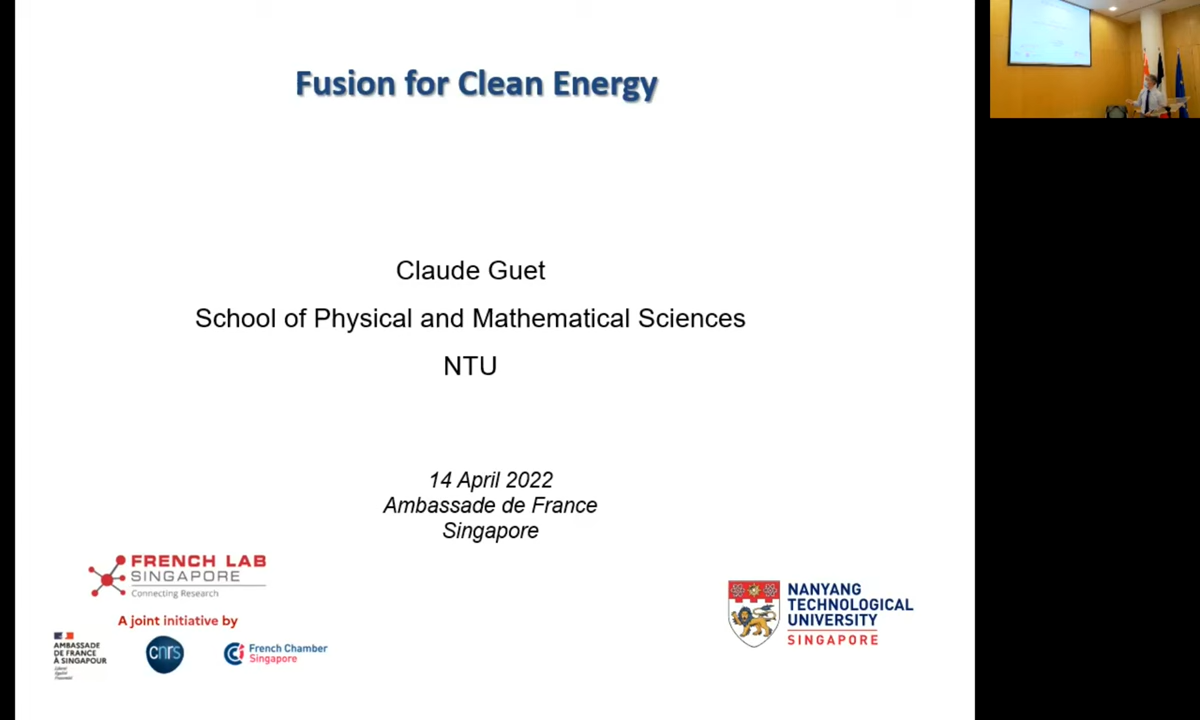 Fusion for Clean Energy
Claude Guet
School of Physical and Mathematical Sciences
NTU
14 April 2022
Ambassade de France
Singapore
FRENCH LAB
SINGAPORE
Connecting Research
A joint initiative by
AMBASSADE
DE FRANCE
À SINGAPOUR
cnrs
French Chamber
Singapore
NANYANG
TECHNOLOGICAL
UNIVERSITY
SINGAPORE